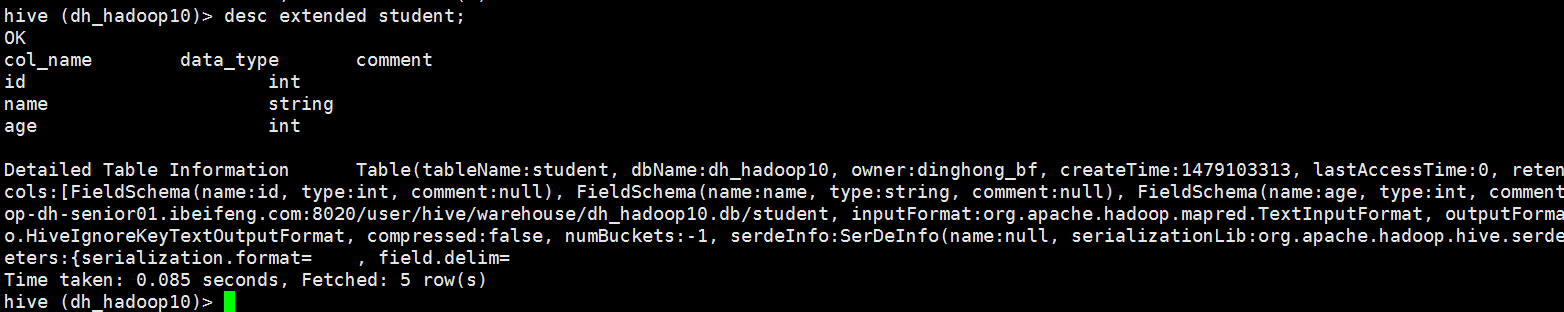 hive (dh_hadoop10)> desc extended student;
OK
col_name data_type comment
id int
name string
age int
Detailed Table Information Table(tableName:student, dbName:dh_hadoop10, owner:dinghong_bf, createTime:1479103313, lastAccessTime:0, reten
cols:[FieldSchema(name:id, type:int, comment:null), FieldSchema(name:name, type:string, comment:null), FieldSchema(name:age, type:int, comment
op-dh-senior01.ibeifeng.com:8020/user/hive/warehouse/dh_hadoop10.db/student, inputFormat:org.apache.hadoop.mapred.TextInputFormat, outputForma
o.HiveIgnoreKeyTextOutputFormat, compressed:false, numBuckets:-1, serdeInfo:SerDeInfo(name:null, serializationLib:org.apache.hadoop.hive.serde
eters:{serialization.format= , field.delim=
Time taken: 0.085 seconds, Fetched: 5 row(s)
hive (dh_hadoop10)>